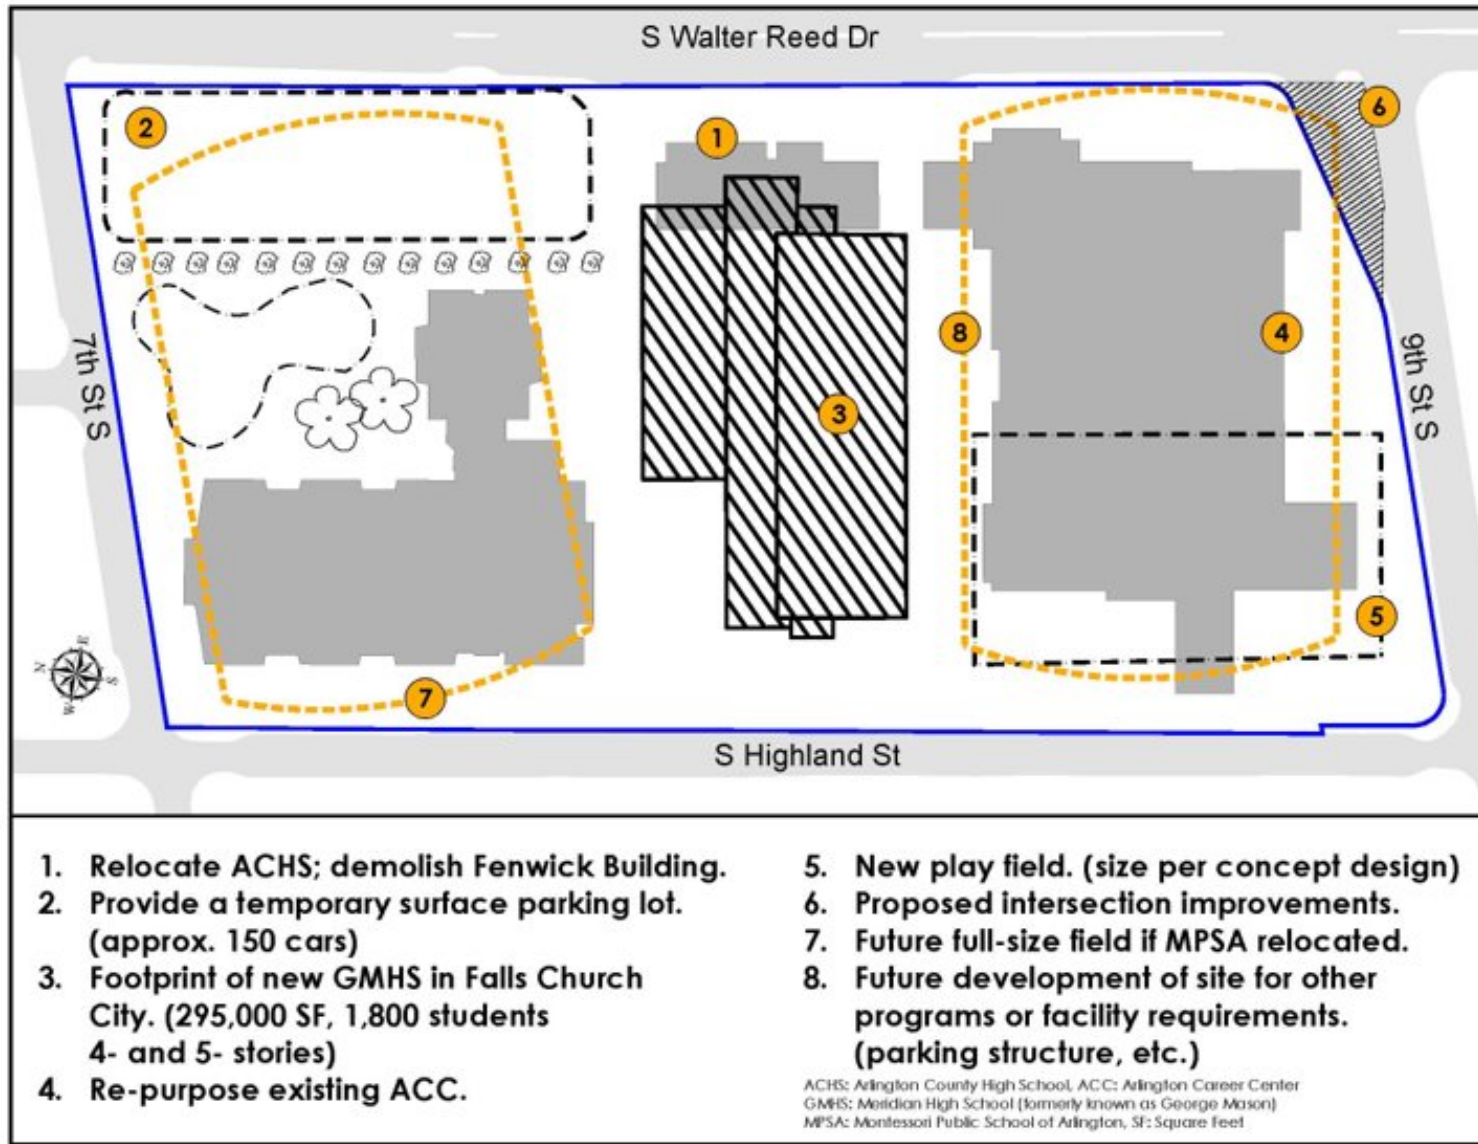 S Walter Reed Dr
2
1
6
7th St S
8
4
9th St S
3
5
N
E
S
W
7
S Highland St
1. Relocate ACHS; demolish Fenwick Building.
2. Provide a temporary surface parking lot.
(approx. 150 cars)
3. Footprint of new GMHS in Falls Church
City. (295,000 SF, 1,800 students
4- and 5- stories)
4. Re-purpose existing ACC.
5. New play field. (size per concept design)
6. Proposed intersection improvements.
7. Future full-size field if MPSA relocated.
8. Future development of site for other
programs or facility requirements.
(parking structure, etc.)
ACHS: Arlington County High School, ACC: Arlington Career Center
GMHS: Meridian High School (formerly known as George Mason)
MPSA: Montessori Public School of Arlington, SF: Square Feet